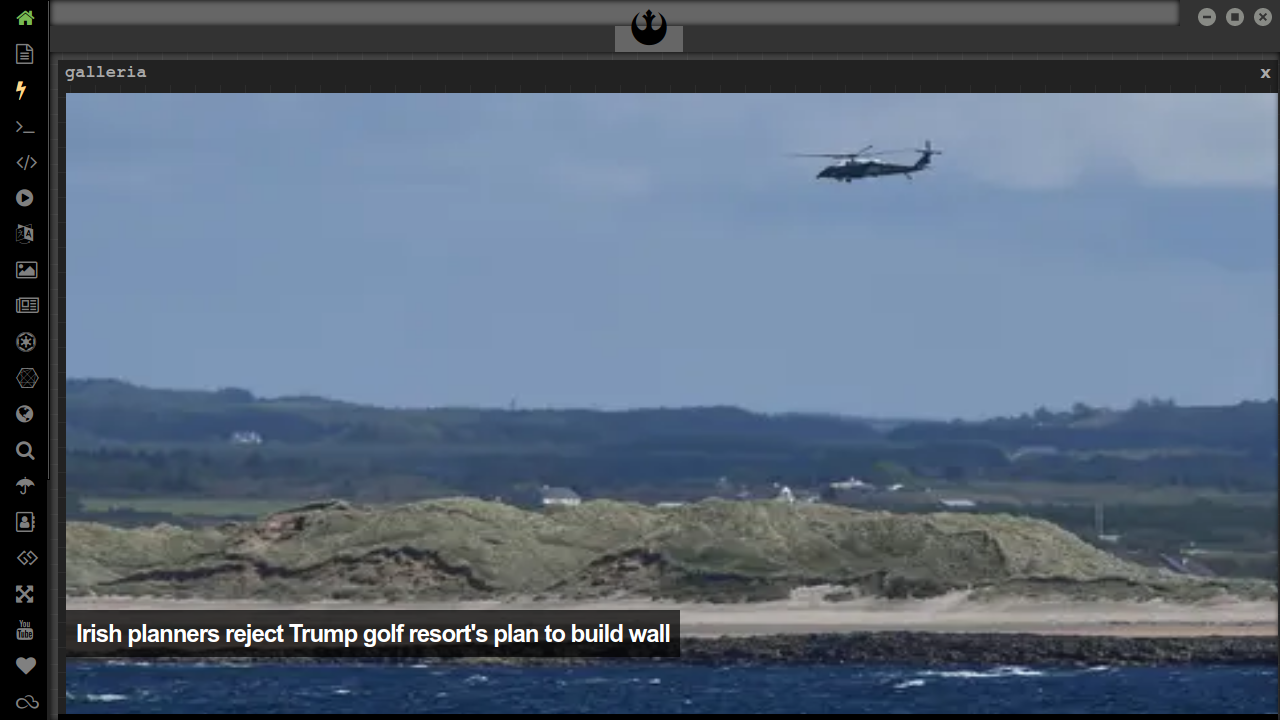 galleria
x
Irish planners reject Trump golf resort's plan to build wall
You
Tube